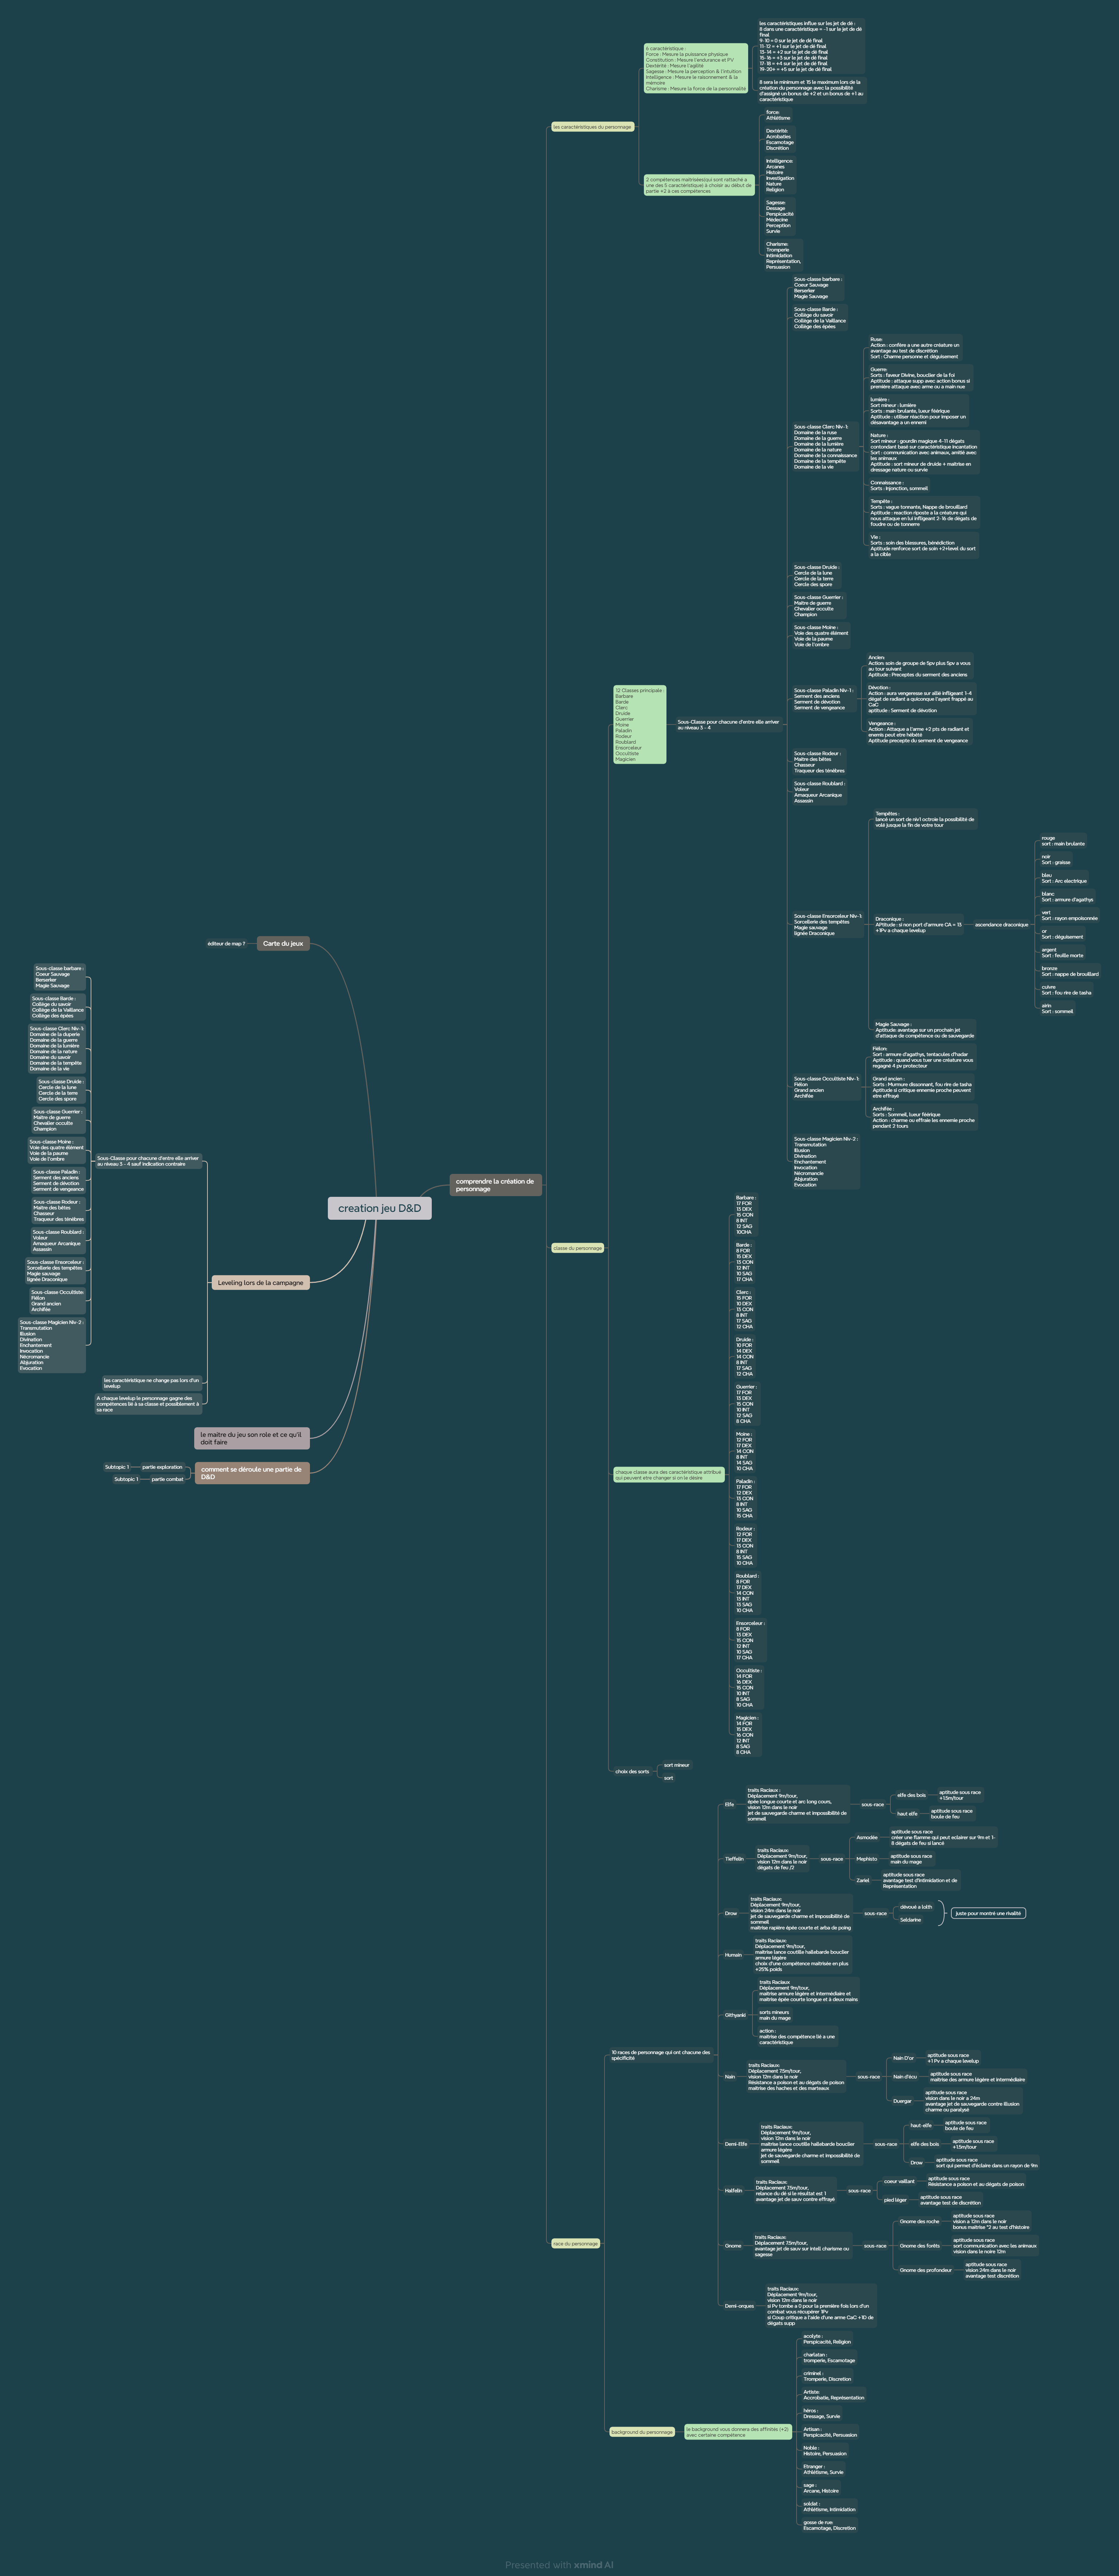 creation jeu D&D
comprendre la création de
personnage
les caractéristiques du personnage
6 caractéristique :
Force : Mesure la puissance physique
Constitution : Mesure l'endurance et PV
Dextérité : Mesure l'agilité
Sagesse : Mesure la perception & l'intuition
Intelligence : Mesure le raisonnement & la
mémoire
Charisme : Mesure la force de la personnalité
les caractéristiques influe sur les jet de dé :
8 dans une caractéristique = -1 sur le jet de dé
final
9-10 = 0 sur le jet de dé final
11-12 = +1 sur le jet de dé final
13-14 = +2 sur le jet de dé final
15-16 = +3 sur le jet de dé final
17-18 = +4 sur le jet de dé final
19-20+ = +5 sur le jet de dé final
8 sera le minimum et 15 le maximum lors de la
création du personnage avec la possibilité
d'assigné un bonus de +2 et un bonus de +1 au
caractéristique
2 compétences maitrisées(qui sont rattaché a
une des 5 caractéristique) à choisir au début de
partie +2 à ces compétences
force:
Athlétisme
Dextérité:
Acrobaties
Escamotage
Discrétion
Intelligence:
Arcanes
Histoire
Investigation
Nature
Religion
Sagesse:
Dessage
Perspicacité
Médecine
Perception
Survie
Charisme:
Tromperie
Intimidation
Représentation,
Persuasion
classe du personnage
12 Classes principale :
Barbare
Barde
Clerc
Druide
Guerrier
Moine
Paladin
Rodeur
Roublard
Ensorceleur
Occultiste
Magicien
Sous-Classe pour chacune d'entre elle arriver
au niveau 3 - 4
Sous-classe barbare :
Coeur Sauvage
Berserker
Magie Sauvage
Sous-classe Barde :
Collège du savoir
Collège de la Vaillance
Collège des épées
Sous-classe Clerc Niv-1:
Domaine de la ruse
Domaine de la guerre
Domaine de la lumière
Domaine de la nature
Domaine de la connaissance
Domaine de la tempête
Domaine de la vie
Ruse:
Action : confère a une autre créature un
avantage au test de discrétion
Sort : Charme personne et déguisement
Guerre:
Sorts : faveur Divine, bouclier de la foi
Aptitude : attaque supp avec action bonus si
première attaque avec arme ou a main nue
lumière :
Sort mineur : lumière
Sorts : main brulante, lueur féérique
Aptitude : utiliser réaction pour imposer un
désavantage a un ennemi
Nature :
Sort mineur : gourdin magique 4-11 dégats
contondant basé sur caractéristique incantation
Sort : communication avec animaux, amitié avec
les animaux
Aptitude : sort mineur de druide + maitrise en
dressage nature ou survie
Connaissance :
Sorts : Injonction, sommeil
Tempête :
Sorts : vague tonnante, Nappe de brouillard
Aptitude : reaction riposte a la créature qui
nous attaque en lui infligeant 2-16 de dégats de
foudre ou de tonnerre
Vie :
Sorts : soin des blessures, bénédiction
Aptitude renforce sort de soin +2+level du sort
a la cible
Sous-classe Druide :
Cercle de la lune
Cercle de la terre
Cercle des spore
Sous-classe Guerrier :
Maitre de guerre
Chevalier occulte
Champion
Sous-classe Moine :
Voie des quatre élément
Voie de la paume
Voie de l'ombre
Sous-classe Paladin Niv-1 :
Serment des anciens
Serment de dévotion
Serment de vengeance
Ancien:
Action: soin de groupe de 5pv plus 5pv a vous
au tour suivant
Aptitude : Preceptes du serment des anciens
Dévotion :
Action : aura vengeresse sur allié infligeant 1-4
dégat de radiant a quiconque l'ayant frappé au
CaC
aptitude : Serment de dévotion
Vengeance :
Action : Attaque a l'arme +2 pts de radiant et
enemis peut etre hébété
Aptitude precepte du serment de vengeance
Sous-classe Rodeur :
Maitre des bêtes
Chasseur
Traqueur des ténèbres
Sous-classe Roublard :
Voleur
Arnaqueur Arcanique
Assassin
Sous-classe Ensorceleur Niv-1:
Sorcellerie des tempêtes
Magie sauvage
lignée Draconique
Tempêtes :
lancé un sort de niv1 octroie la possibilité de
volé jusque la fin de votre tour
Draconique :
APtitude : si non port d'armure CA = 13
+1Pv a chaque levelup
ascendance draconique
rouge
sort : main brulante
noir
Sort : graisse
bleu
Sort : Arc electrique
blanc
Sort : armure d'agathys
vert
Sort : rayon empoisonnée
or
Sort : déguisement
argent
Sort : feuille morte
bronze
Sort : nappe de brouillard
cuivre
Sort : fou rire de tasha
airin
Sort : sommeil
Magie Sauvage :
Aptitude: avantage sur un prochain jet
d'attaque de compétence ou de sauvegarde
Sous-classe Occultiste Niv-1:
Fiélon
Grand ancien
Archifée
Fiélon:
Sort : armure d'agathys, tentacules d'hadar
Aptitude : quand vous tuer une créature vous
regagné 4 pv protecteur
Grand ancien :
Sorts : Murmure dissonnant, fou rire de tasha
Aptitude si critique ennemie proche peuvent
etre effrayé
Archifée :
Sorts : Sommeil, lueur féérique
Action : charme ou effraie les ennemie proche
pendant 2 tours
Sous-classe Magicien Niv-2 :
Transmutation
Illusion
Divination
Enchantement
Invocation
Nécromancie
Abjuration
Evocation
chaque classe aura des caractéristique attribué
qui peuvent etre changer si on le désire
Barbare :
17 FOR
13 DEX
15 CON
8 INT
12 SAG
10CHA
Barde :
8 FOR
15 DEX
13 CON
12 INT
10 SAG
17 CHA
Clerc :
15 FOR
10 DEX
13 CON
8 INT
17 SAG
12 CHA
Druide :
10 FOR
14 DEX
14 CON
8 INT
17 SAG
12 CHA
Guerrier :
17 FOR
13 DEX
15 CON
10 INT
12 SAG
8 CHA
Moine :
12 FOR
17 DEX
14 CON
8 INT
14 SAG
10 CHA
Paladin :
17 FOR
12 DEX
13 CON
8 INT
10 SAG
15 CHA
Rodeur :
12 FOR
17 DEX
13 CON
8 INT
15 SAG
10 CHA
Roublard :
8 FOR
17 DEX
14 CON
13 INT
13 SAG
10 CHA
Ensorceleur :
8 FOR
13 DEX
15 CON
12 INT
10 SAG
17 CHA
Occultiste :
14 FOR
16 DEX
15 CON
10 INT
8 SAG
10 CHA
Magicien :
14 FOR
15 DEX
16 CON
12 INT
8 SAG
8 CHA
choix des sorts
sort mineur
sort
race du personnage
10 races de personnage qui ont chacune des
spécificité
Elfe
traits Raciaux :
Déplacement 9m/tour,
épée longue courte et arc long cours,
vision 12m dans le noir
jet de sauvegarde charme et impossibilité de
sommeil
sous-race
elfe des bois
aptitude sous race
+1.5m/tour
haut elfe
aptitude sous race
boule de feu
Tieffelin
traits Raciaux:
Déplacement 9m/tour,
vision 12m dans le noir
dégats de feu /2
sous-race
Asmodée
aptitude sous race
créer une flamme qui peut eclairer sur 9m et 1-
8 dégats de feu si lancé
Mephisto
aptitude sous race
main du mage
Zariel
aptitude sous race
avantage test d'intimidation et de
Représentation
Drow
traits Raciaux:
Déplacement 9m/tour,
vision 24m dans le noir
jet de sauvegarde charme et impossibilité de
sommeil
maitrise rapière épée courte et arba de poing
sous-race
dévoué a lolth
Seldarine
juste pour montré une rivalité
Humain
traits Raciaux:
Déplacement 9m/tour,
maitrise lance coutille hallebarde bouclier
armure légère
choix d'une compétence maitrisée en plus
+25% poids
Githyanki
traits Raciaux
Déplacement 9m/tour,
maitrise armure légère et intermédiaire et
maitrise épée courte longue et à deux mains
sorts mineurs
main du mage
action :
maitrise des compétence lié a une
caractéristique
Nain
traits Raciaux:
Déplacement 7.5m/tour,
vision 12m dans le noir
Résistance a poison et au dégats de poison
maitrise des haches et des marteaux
sous-race
Nain D'or
aptitude sous race
+1 Pv a chaque levelup
Nain d'écu
aptitude sous race
maitrise des armure légère et intermédiaire
Duergar
aptitude sous race
vision dans le noir a 24m
avantage jet de sauvegarde contre illusion
charme ou paralysé
Demi-Elfe
traits Raciaux:
Déplacement 9m/tour,
vision 12m dans le noir
maitrise lance coutille hallebarde bouclier
armure légère
jet de sauvegarde charme et impossibilité de
sommeil
sous-race
haut-elfe
aptitude sous race
boule de feu
elfe des bois
aptitude sous race
+1.5m/tour
Drow
aptitude sous race
sort qui permet d'éclaire dans un rayon de 9m
Halfelin
traits Raciaux:
Déplacement 7.5m/tour,
relance du dé si le résultat est 1
avantage jet de sauv contre effrayé
sous-race
coeur vaillant
aptitude sous race
Résistance a poison et au dégats de poison
pied léger
aptitude sous race
avantage test de discrétion
Gnome
traits Raciaux:
Déplacement 7.5m/tour,
avantage jet de sauv sur intell charisme ou
sagesse
sous-race
Gnome des roche
aptitude sous race
vision a 12m dans le noir
bonus maitrise *2 au test d'histoire
Gnome des forêts
aptitude sous race
sort communication avec les animaux
vision dans le noire 12m
Gnome des profondeur
aptitude sous race
vision 24m dans le noir
avantage test discrétion
Demi-orques
traits Raciaux:
Déplacement 9m/tour,
vision 12m dans le noir
si Pv tombe a 0 pour la première fois lors d'un
combat vous récupérer 1Pv
si Coup critique a l'aide d'une arme CaC +1D de
dégats supp
background du personnage
le background vous donnera des affinités (+2)
avec certaine compétence
acolyte :
Perspicacité, Religion
charlatan :
tromperie, Escamotage
criminel :
Tromperie, Discretion
Artiste:
Accrobatie, Représentation
héros :
Dressage, Survie
Artisan :
Perspicacité, Persuasion
Noble :
Histoire, Persuasion
Etranger :
Athlétisme, Survie
sage :
Arcane, Histoire
soldat :
Athlétisme, Intimidation
gosse de rue:
Escamotage, Discretion
Carte du jeux
éditeur de map ?
Leveling lors de la campagne
Sous-Classe pour chacune d'entre elle arriver
au niveau 3 - 4 sauf indication contraire
Sous-classe barbare :
Coeur Sauvage
Berserker
Magie Sauvage
Sous-classe Barde :
Collège du savoir
Collège de la Vaillance
Collège des épées
Sous-classe Clerc Niv-1:
Domaine de la duperie
Domaine de la guerre
Domaine de la lumière
Domaine de la nature
Domaine du savoir
Domaine de la tempête
Domaine de la vie
Sous-classe Druide :
Cercle de la lune
Cercle de la terre
Cercle des spore
Sous-classe Guerrier :
Maitre de guerre
Chevalier occulte
Champion
Sous-classe Moine :
Voie des quatre élément
Voie de la paume
Voie de l'ombre
Sous-classe Paladin :
Serment des anciens
Serment de dévotion
Serment de vengeance
Sous-classe Rodeur :
Maitre des bêtes
Chasseur
Traqueur des ténèbres
Sous-classe Roublard :
Voleur
Arnaqueur Arcanique
Assassin
Sous-classe Ensorceleur :
Sorcellerie des tempêtes
Magie sauvage
lignée Draconique
Sous-classe Occultiste:
Fiélon
Grand ancien
Archifée
Sous-classe Magicien Niv-2 :
Transmutation
Illusion
Divination
Enchantement
Invocation
Nécromancie
Abjuration
Evocation
les caractéristique ne change pas lors d'un
levelup
A chaque levelup le personnage gagne des
compétences lié à sa classe et possiblement à
sa race
le maitre du jeu son role et ce qu'il
doit faire
comment se déroule une partie de
D&D
partie exploration
Subtopic 1
partie combat
Subtopic 1
Presented with xmind AI